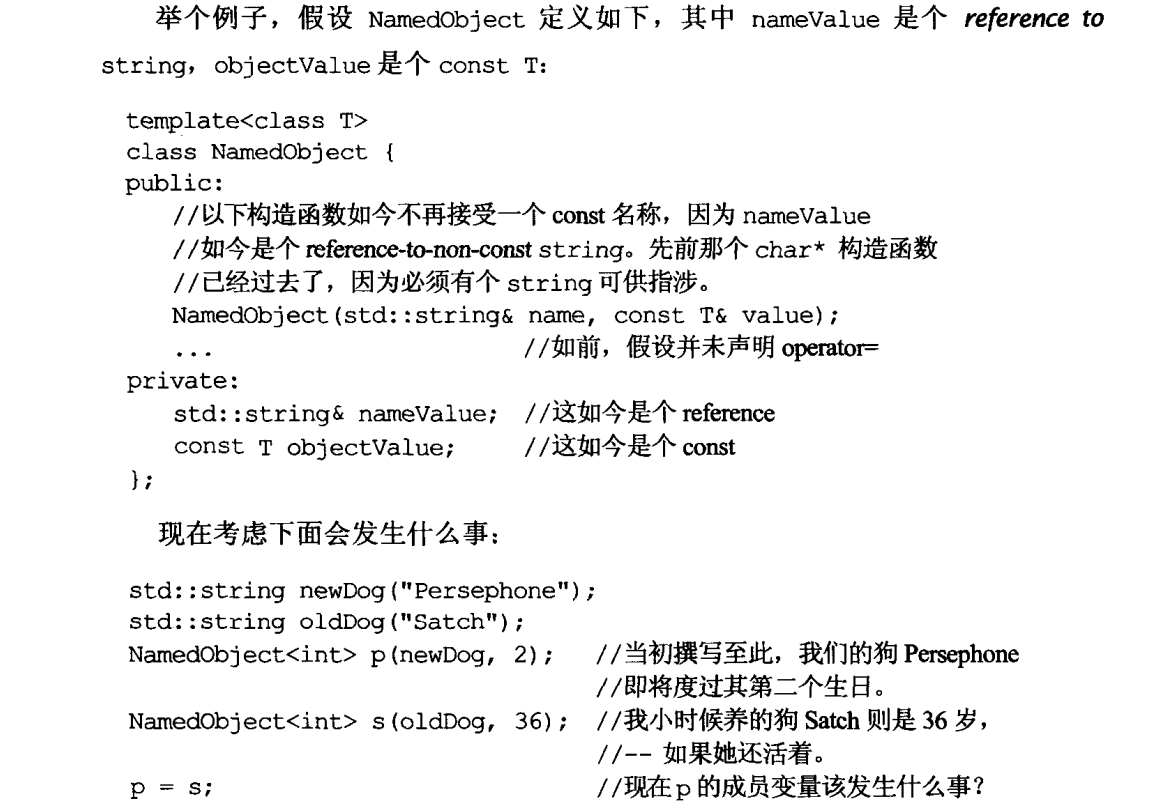 举个例子，假设 NamedObject 定义如下，其中 nameValue 是个 reference to
string，objectValue 是个 const T：
template<class T>
class NamedObject {
public:
//以下构造函数如今不再接受一个 const 名称，因为 nameValue
//如今是个 reference-to-non-const string。先前那个 char* 构造函数
//已经过去了，因为必须有个 string 可供指涉。
NamedObject(std::string& name, const T& value);
... //如前，假设并未声明 operator=
private:
std::string& nameValue; //这如今是个 reference
const T objectValue; //这如今是个 const
};
现在考虑下面会发生什么事：
std::string newDog("Persephone");
std::string oldDog("Satch");
NamedObject<int> p(newDog, 2); //当初撰写至此，我们的狗 Persephone
//即将度过其第二个生日。
NamedObject<int> s(oldDog, 36); //我小时候养的狗 Satch 则是 36 岁，
//-- 如果她还活着。
p = s; //现在 p 的成员变量该发生什么事？